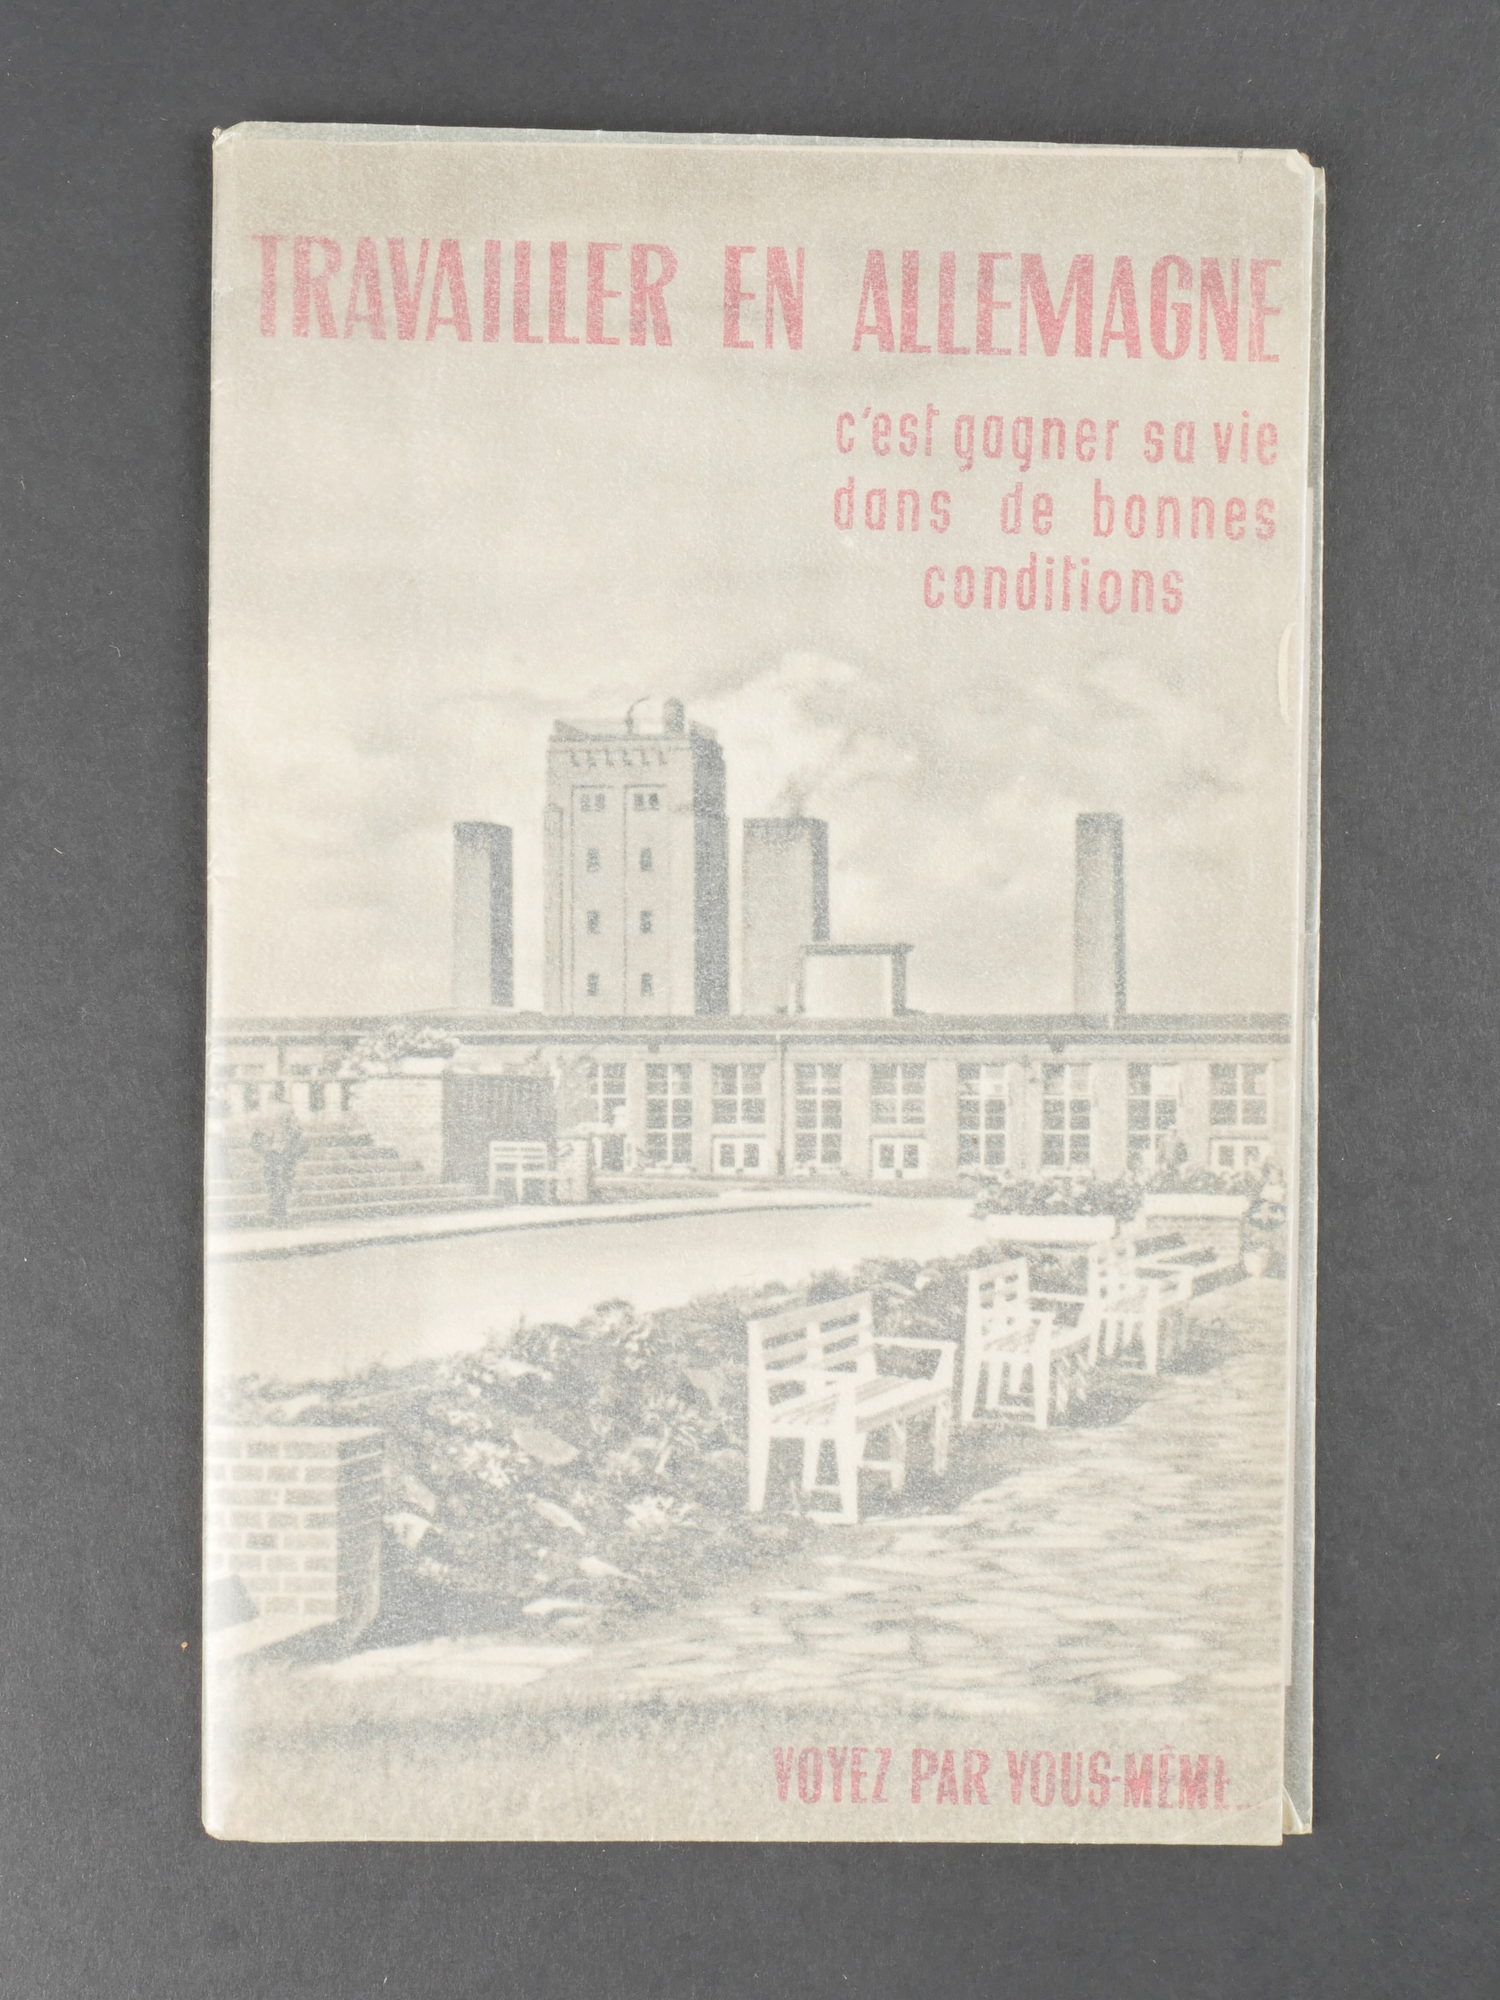 TRAVAILLER EN ALLEMAGNE
c'est gagner sa vie
dans de bonnes
conditions
VOYEZ PAR VOUS-MÊME...